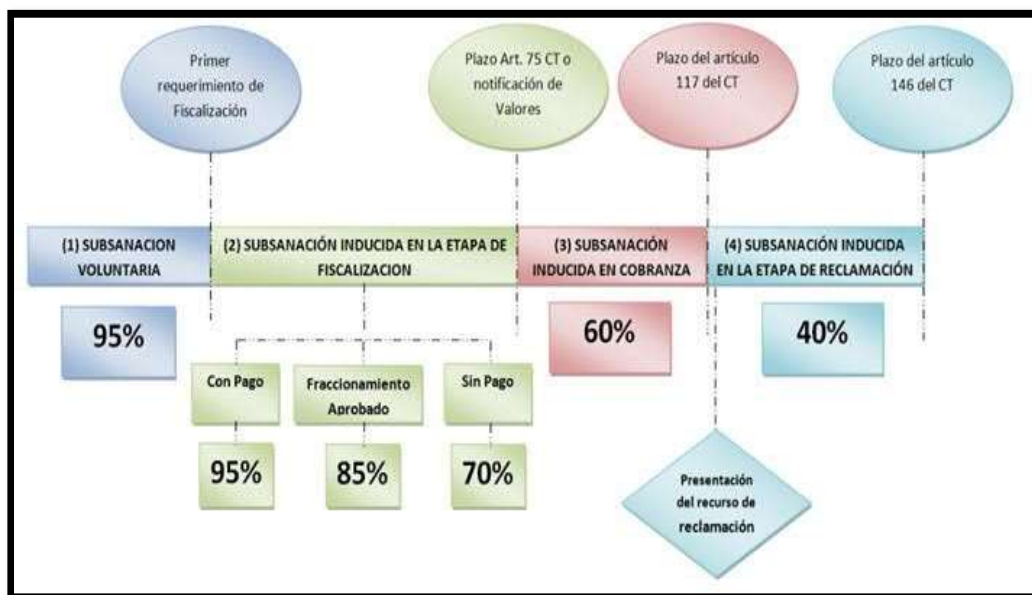 Primer
requerimiento de
Fiscalización
Plazo Art. 75 CT o
notificación de
Valores
Plazo del artículo
117 del CT
Plazo del artículo
146 del CT
(1) SUBSANACION
VOLUNTARIA
(2) SUBSANACIÓN INDUCIDA EN LA ETAPA DE
FISCALIZACION
(3) SUBSANACIÓN
INDUCIDA EN COBRANZA
(4) SUBSANACIÓN INDUCIDA
EN LA ETAPA DE RECLAMACIÓN
95%
60%
40%
Con Pago
Fraccionamiento
Aprobado
Sin Pago
95%
85%
70%
Presentación
del recurso de
reclamación